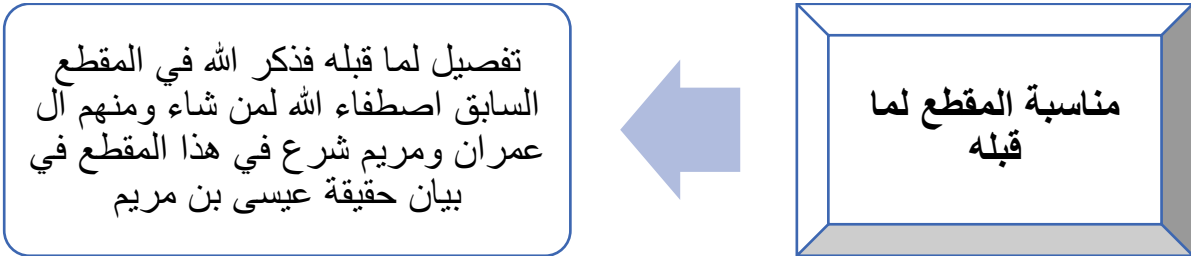 مناسبة المقطع لما
قبله
تفصيل لما قبله فذكر الله في المقطع
السابق اصطفاء الله لمن شاء ومنهم ال
عمران ومريم شرع في هذا المقطع في
بيان حقيقة عيسى بن مريم